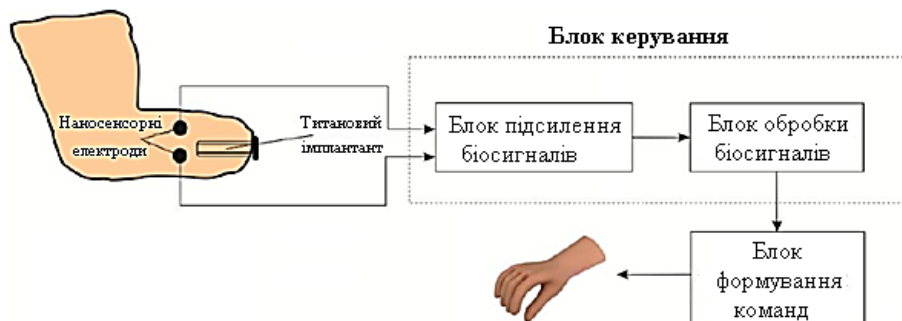 Блок керування
Наносенсорні
електроди
Титановий
імплантант
Блок підсилення
біосигналів
Блок обробки
біосигналів
Блок
формування
команд